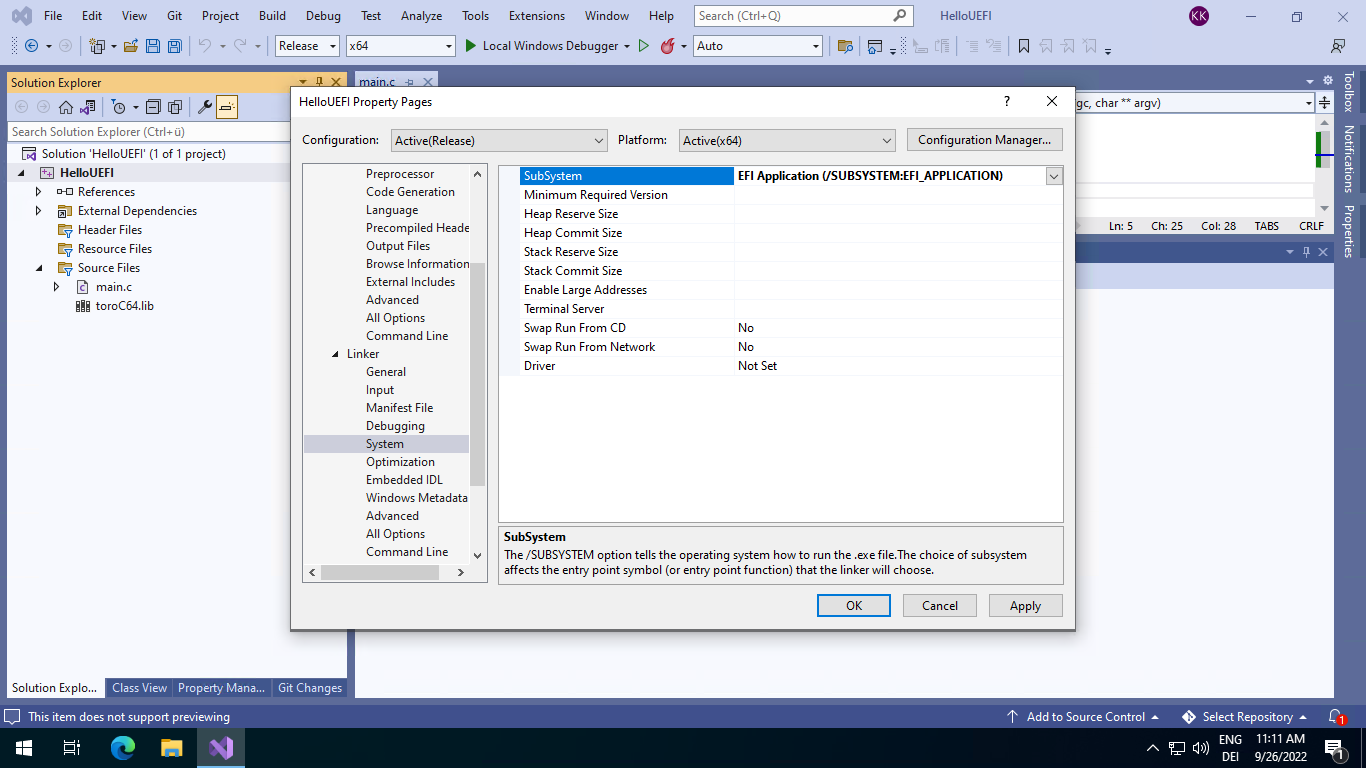 File Edit View Git Project Build Debug Test Analyze Tools Extensions Window Help Search (Ctrl+Q) HelloUEFI KK
Release x64 Local Windows Debugger Auto
Solution Explorer
main.c
Search Solution Explorer (Ctrl+ü)
Solution 'HelloUEFI' (1 of 1 project)
HelloUEFI
References
External Dependencies
Header Files
Resource Files
Source Files
main.c
toroC64.lib
HelloUEFI Property Pages
?
Configuration: Active(Release) Platform: Active(x64) Configuration Manager...
Preprocessor
Code Generation
Language
Precompiled Heade
Output Files
Browse Information
External Includes
Advanced
All Options
Command Line
Linker
General
Input
Manifest File
Debugging
System
Optimization
Embedded IDL
Windows Metadata
Advanced
All Options
Command Line
SubSystem EFI Application (/SUBSYSTEM:EFI_APPLICATION)
Minimum Required Version
Heap Reserve Size
Heap Commit Size
Stack Reserve Size
Stack Commit Size
Enable Large Addresses
Terminal Server
Swap Run From CD No
Swap Run From Network No
Driver Not Set
SubSystem
The /SUBSYSTEM option tells the operating system how to run the .exe file.The choice of subsystem
affects the entry point symbol (or entry point function) that the linker will choose.
OK Cancel Apply
gc, char ** argv)
Ln: 5 Ch: 25 Col: 28 TABS CRLF
Toolbox
Notifications
Properties
Solution Explo... Class View Property Mana... Git Changes
This item does not support previewing Add to Source Control Select Repository 1
ENG
DEI
11:11 AM
9/26/2022
1